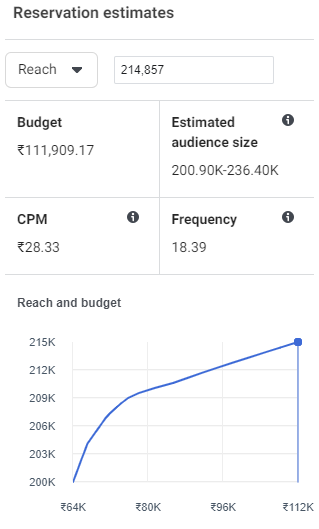 Reservation estimates
Reach
214,857
Budget
₹111,909.17
Estimated
audience size
200.90K-236.40K
CPM
₹28.33
Frequency
18.39
Reach and budget
215K
212K
209K
206K
203K
200K
₹64K ₹80K ₹96K ₹112K